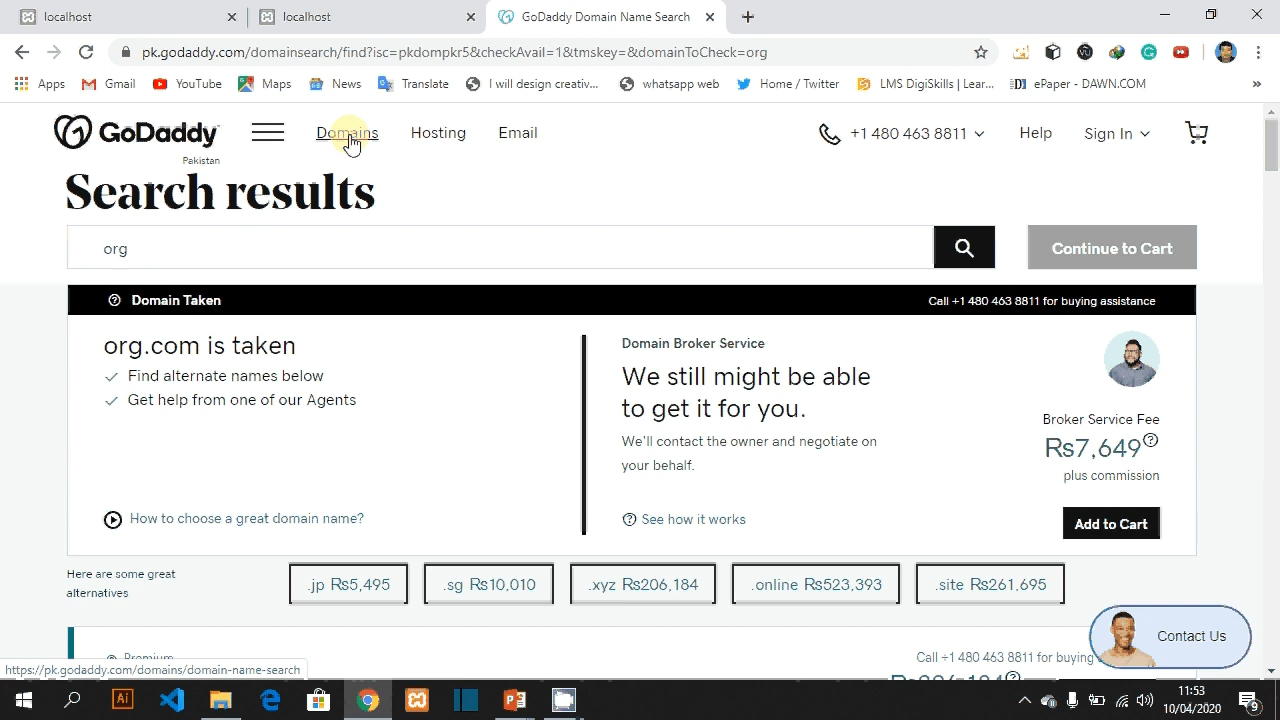 localhost
localhost
GoDaddy Domain Name Search
pk.godaddy.com/domainsearch/find?isc=pkdompkr5&checkAvail=1&tmskey=&domainToCheck=org
Apps Gmail YouTube Maps News Translate I will design creativ... whatsapp web Home / Twitter LMS DigiSkills | Lear... ePaper - DAWN.COM »
GoDaddy Domains Hosting Email +1 480 463 8811 Help Sign In
Pakistan
Search results
org
Continue to Cart
Domain Taken
Call +1 480 463 8811 for buying assistance
org.com is taken
Find alternate names below
Get help from one of our Agents
How to choose a great domain name?
Domain Broker Service
We still might be able
to get it for you.
We'll contact the owner and negotiate on
your behalf.
See how it works
Broker Service Fee
Rs7,649
plus commission
Add to Cart
Here are some great
alternatives
.jp Rs5,495
.sg Rs10,010
.xyz Rs206,184
.online Rs523,393
.site Rs261,695
Premium
Call +1 480 463 8811 for buying
Contact Us
https://pk.godaddy.com/domains/domain-name-search
Ai
11:53
10/04/2020
9